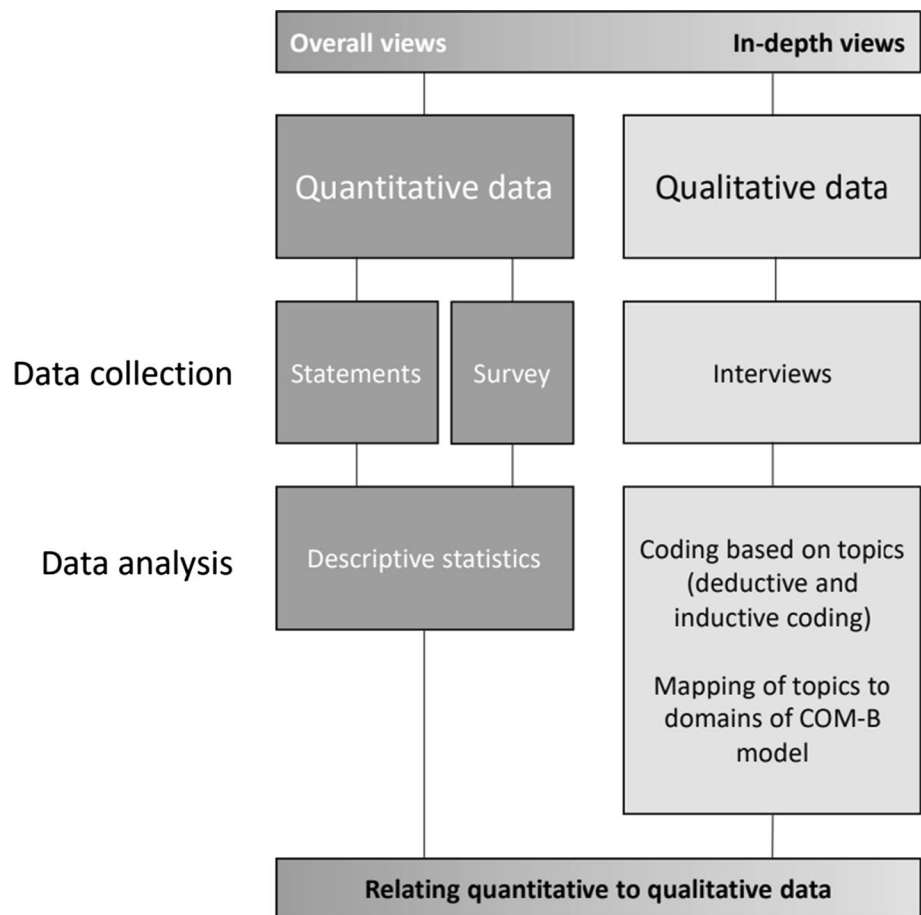 Overall views
In-depth views
Quantitative data
Qualitative data
Data collection
Statements
Survey
Interviews
Data analysis
Descriptive statistics
Coding based on topics
(deductive and
inductive coding)
Mapping of topics to
domains of COM-B
model
Relating quantitative to qualitative data